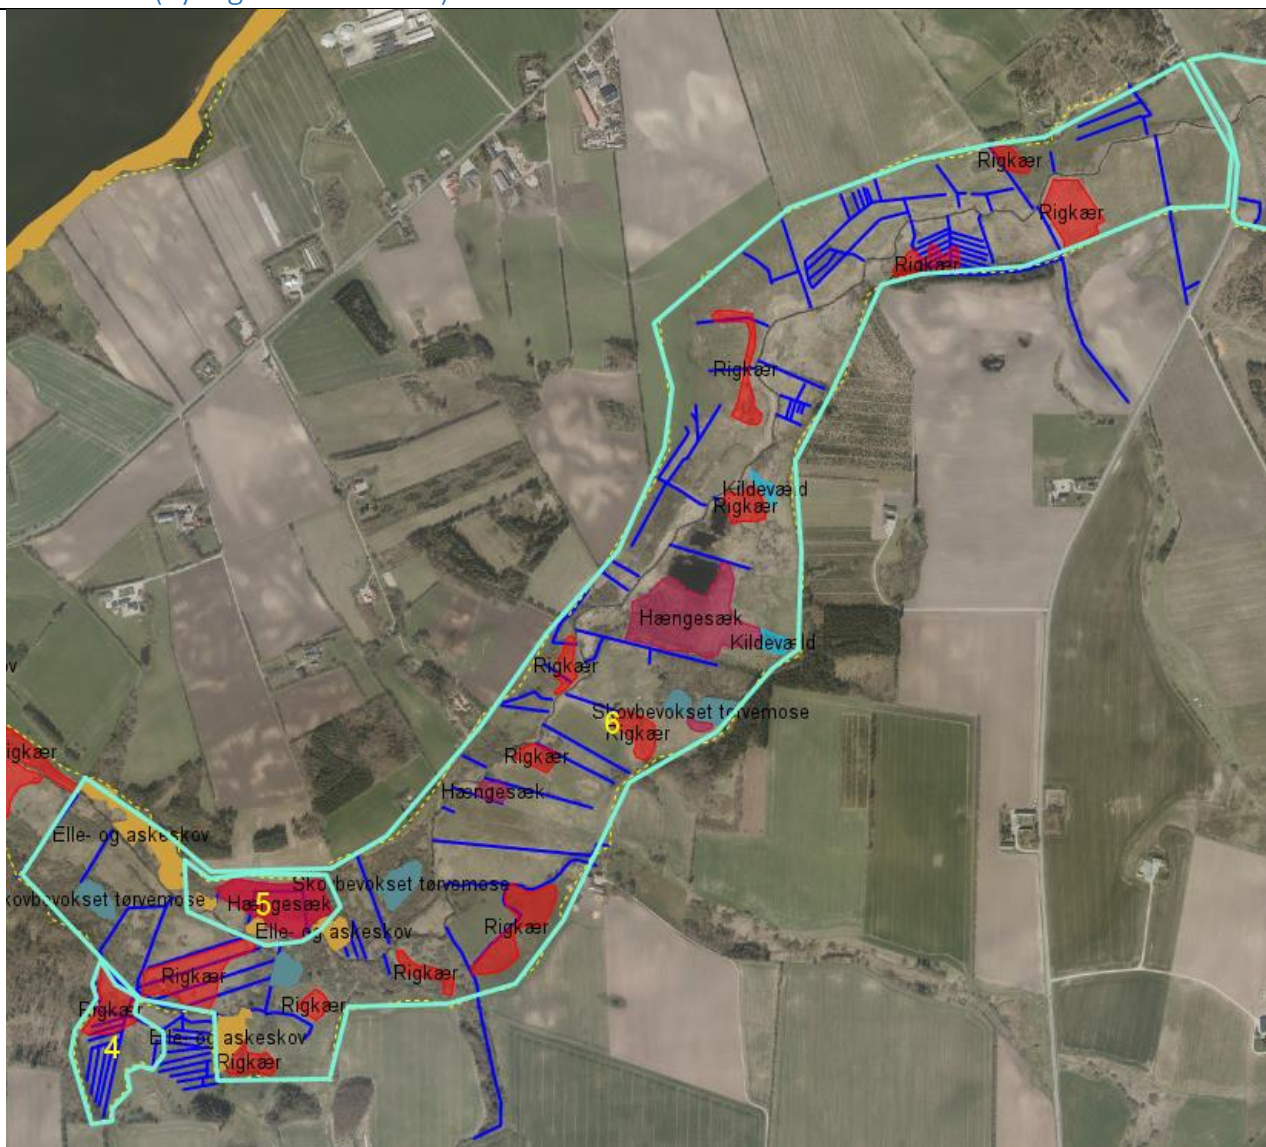 Rigkær
Rigkær
Rigkær
Rigkær
Kildevæld
Rigkær
Hængesæk
Kildevæld
Rigkær
Skovbevokset tørvemose
6
Rigkær
Rigkær
igkær
Hængesæk
Elle- og askeskov
Skovbevokset tørvemose
kovbevokset tørvemose
Hængesæk
5
Rigkær
Elle- og askeskov
Rigkær
Rigkær
Rigkær
Rigkær
Elle- og askeskov
4
Rigkær